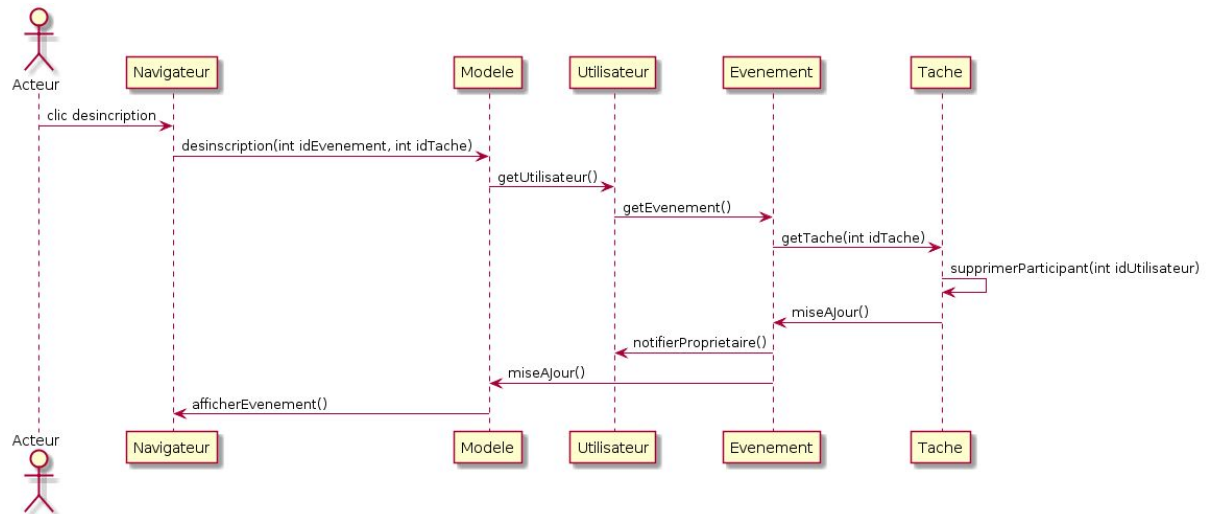 Acteur
Navigateur
Modele
Utilisateur
Evenement
Tache
clic desincription
desinscription(int idEvenement, int idTache)
getUtilisateur()
getEvenement()
getTache(int idTache)
supprimerParticipant(int idUtilisateur)
miseAJour()
notifierProprietaire()
miseAJour()
afficherEvenement()
Acteur
Navigateur
Modele
Utilisateur
Evenement
Tache